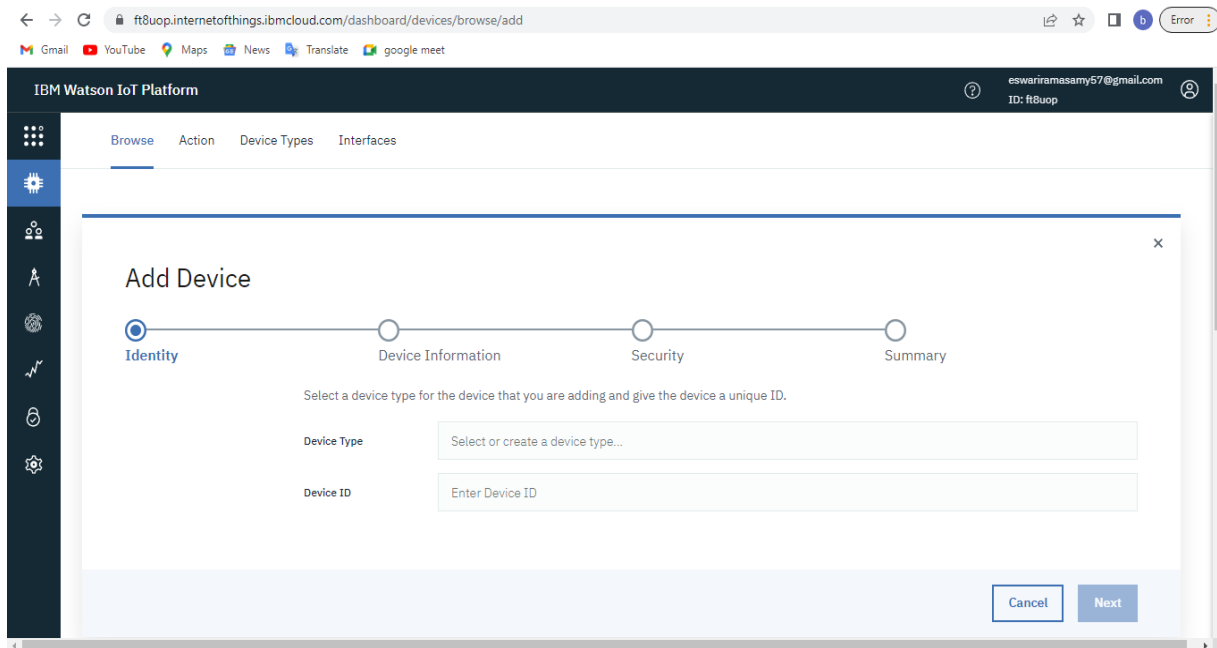 ft8uop.internetofthings.ibmcloud.com/dashboard/devices/browse/add
b
Error
Gmail YouTube Maps News Translate google meet
IBM Watson IoT Platform
eswariramasamy57@gmail.com
ID: ft8uop
Browse Action Device Types Interfaces
Add Device
Identity Device Information Security Summary
Select a device type for the device that you are adding and give the device a unique ID.
Device Type Select or create a device type...
Device ID Enter Device ID
Cancel Next